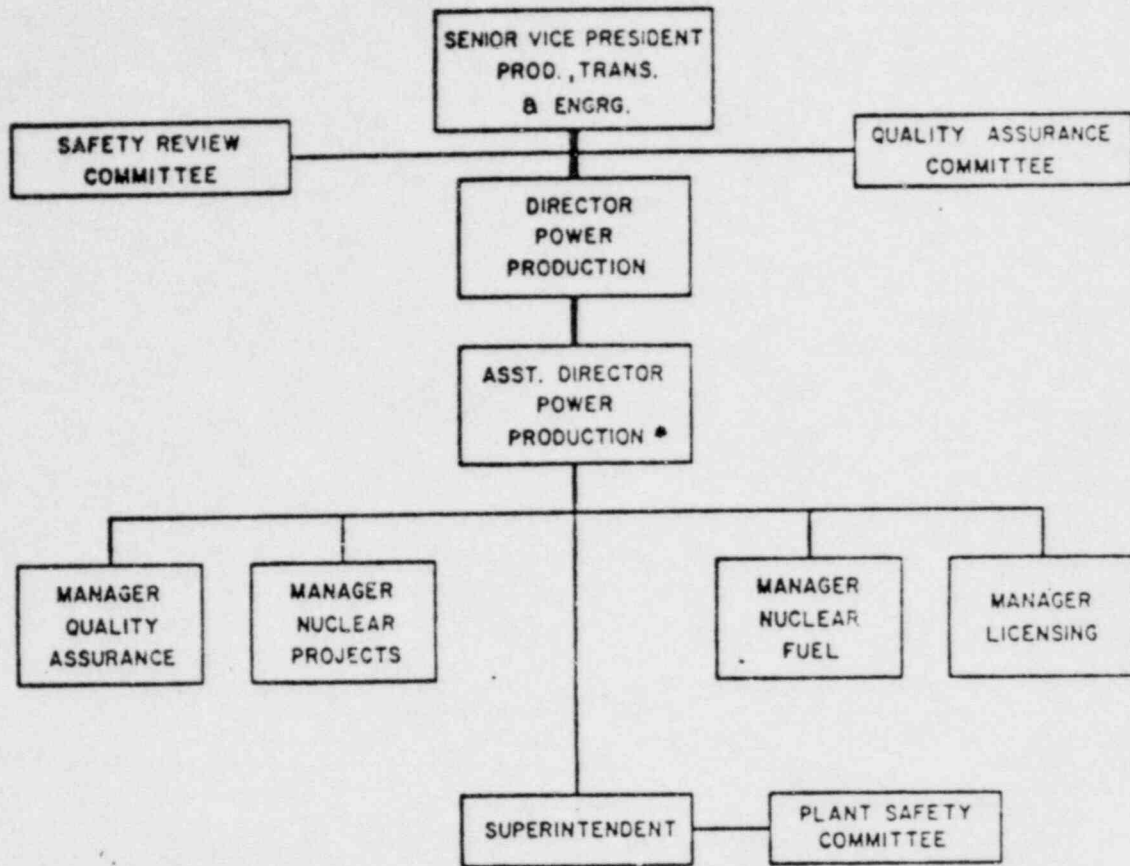 SENIOR VICE PRESIDENT
PROD., TRANS.
& ENGRG.
SAFETY REVIEW
COMMITTEE
QUALITY ASSURANCE
COMMITTEE
DIRECTOR
POWER
PRODUCTION
ASST. DIRECTOR
POWER
PRODUCTION *
MANAGER
QUALITY
ASSURANCE
MANAGER
NUCLEAR
PROJECTS
MANAGER
NUCLEAR
FUEL
MANAGER
LICENSING
SUPERINTENDENT
PLANT SAFETY
COMMITTEE